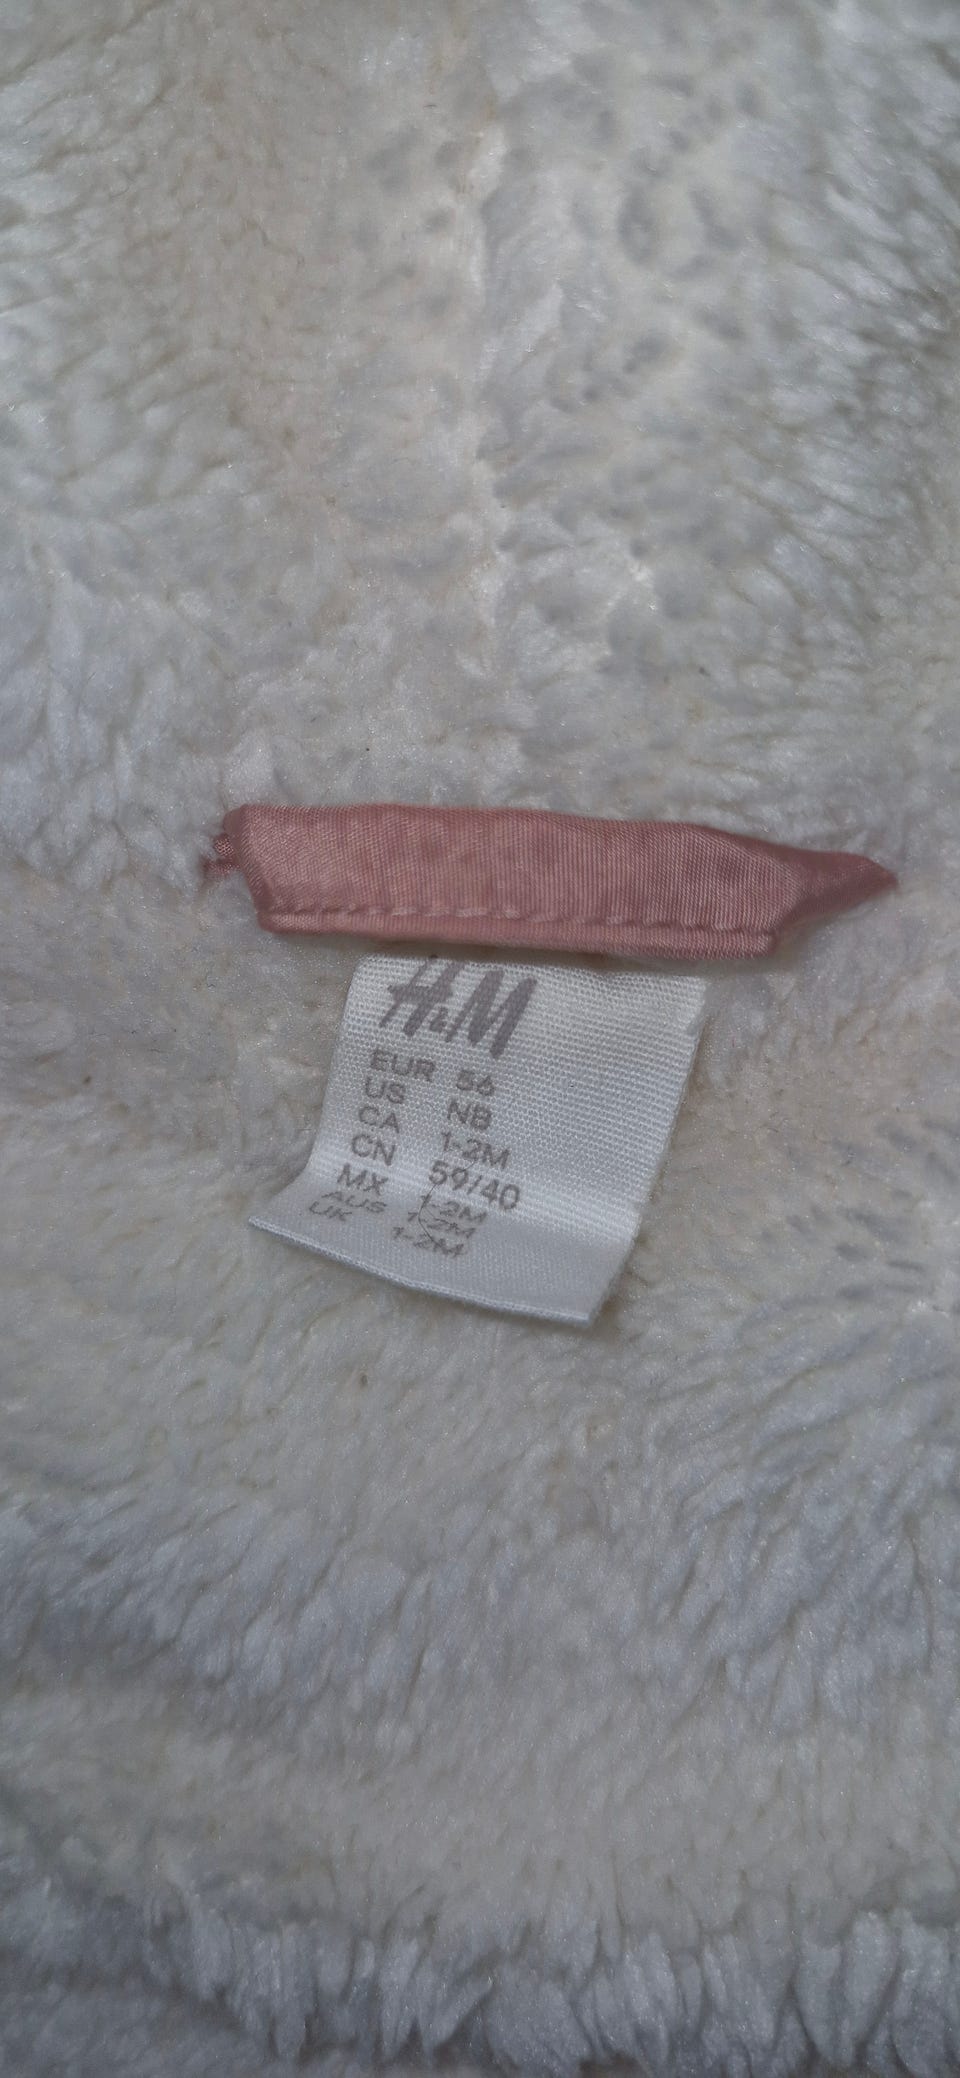 H&M
EUR 56
US NB
CA 1-2M
CN 59/40
MX 1-2M
AUS 1-2M
UK 1-2M